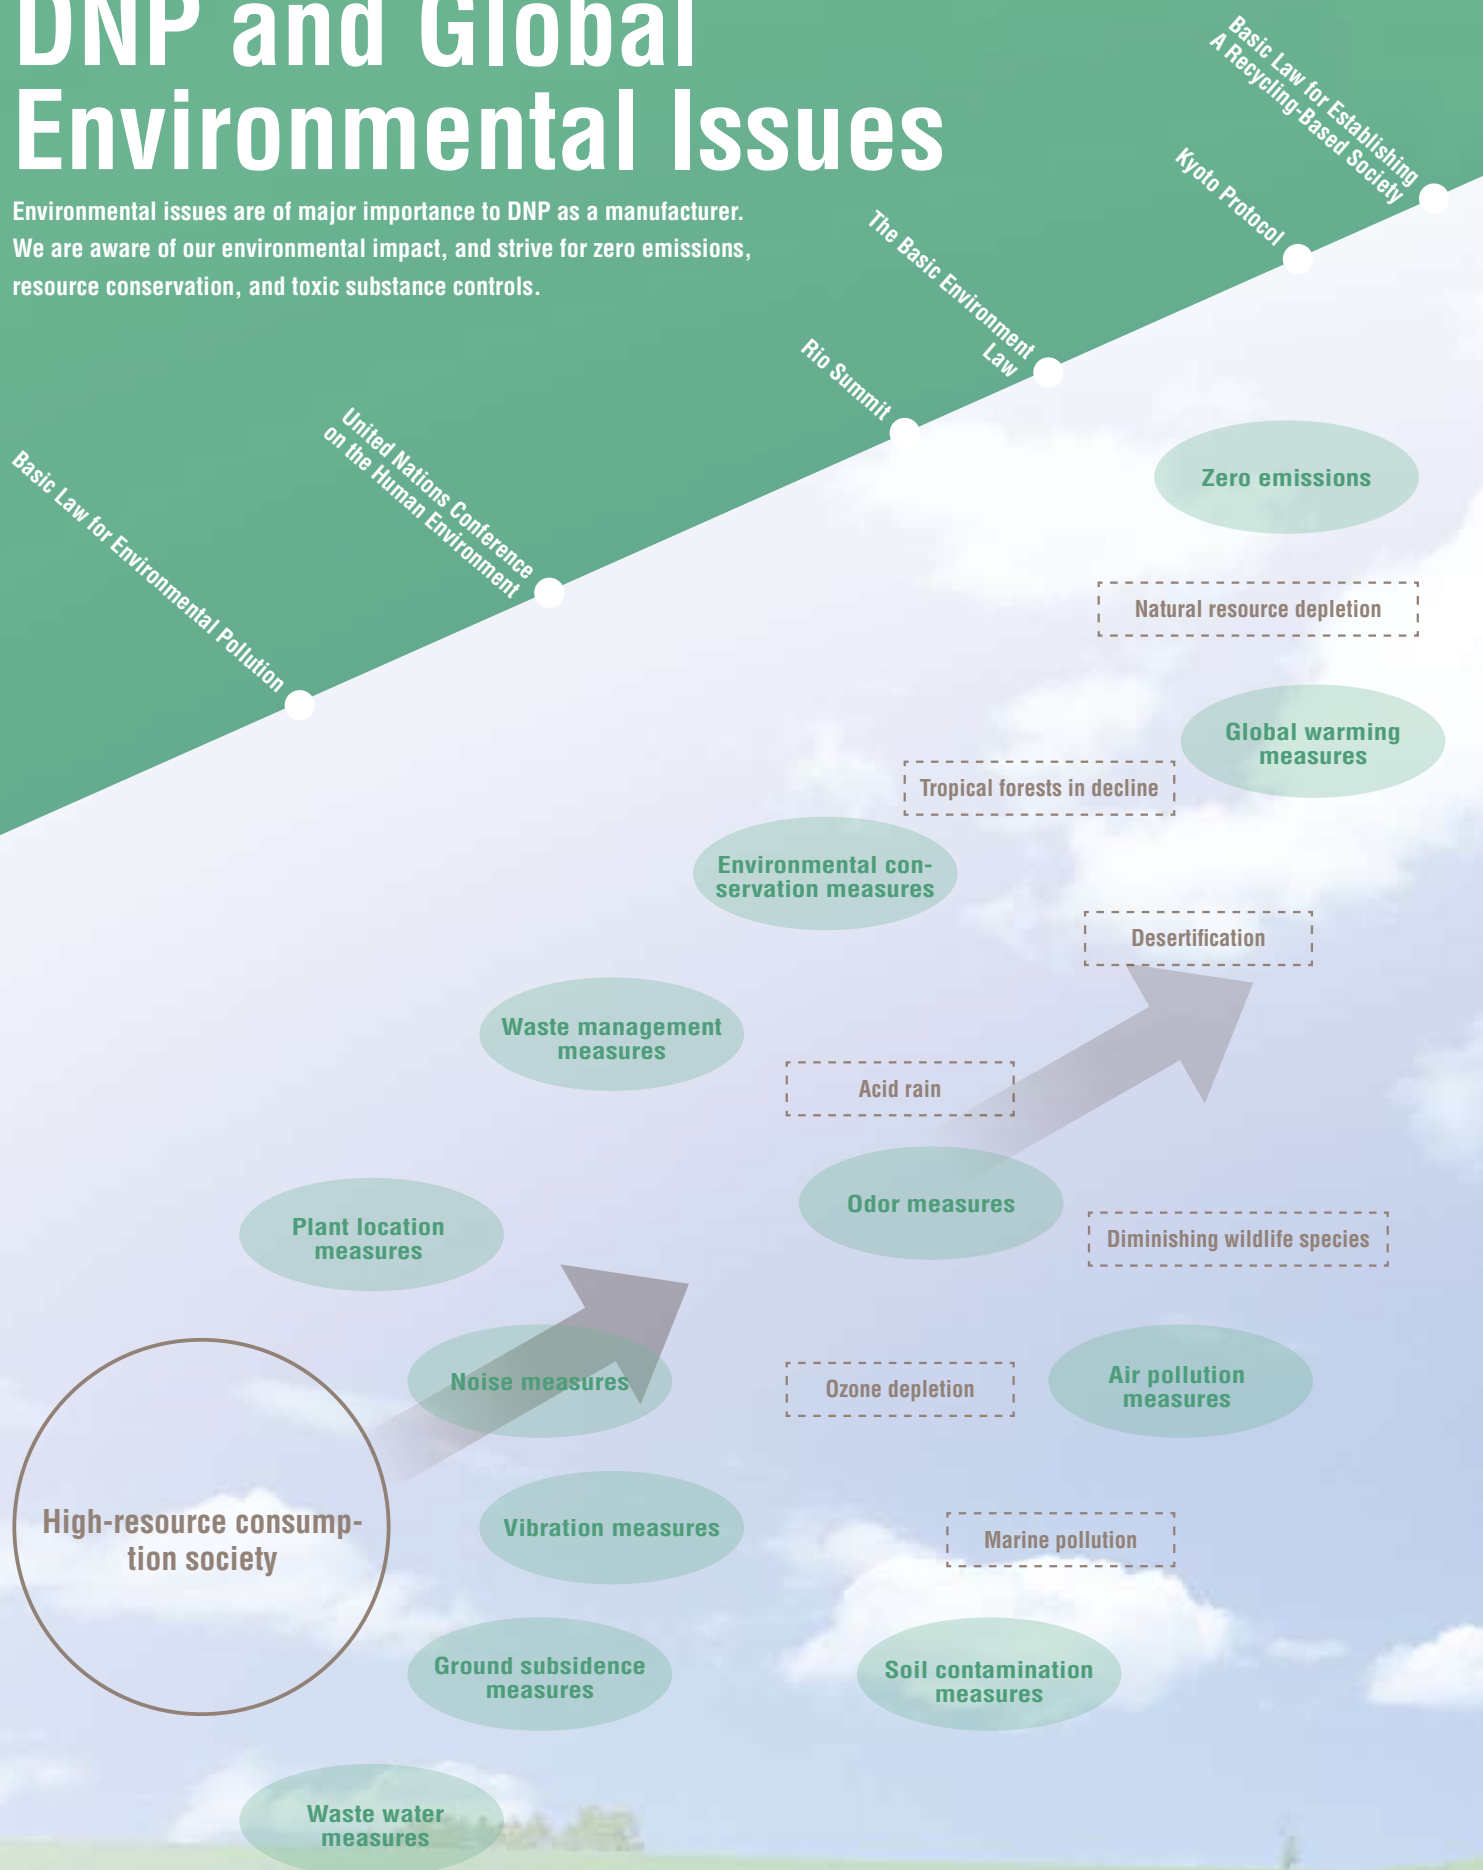 DNP and Global
Environmental Issues
Environmental issues are of major importance to DNP as a manufacturer.
We are aware of our environmental impact, and strive for zero emissions,
resource conservation, and toxic substance controls.
Basic Law for Establishing
A Recycling-Based Society
Kyoto Protocol
The Basic Environment
Law
Rio Summit
United Nations Conference
on the Human Environment
Basic Law for Environmental Pollution
Zero emissions
Natural resource depletion
Global warming
measures
Tropical forests in decline
Environmental con-
servation measures
Desertification
Waste management
measures
Acid rain
Odor measures
Plant location
measures
Diminishing wildlife species
Noise measures
Ozone depletion
Air pollution
measures
High-resource consump-
tion society
Vibration measures
Marine pollution
Ground subsidence
measures
Soil contamination
measures
Waste water
measures